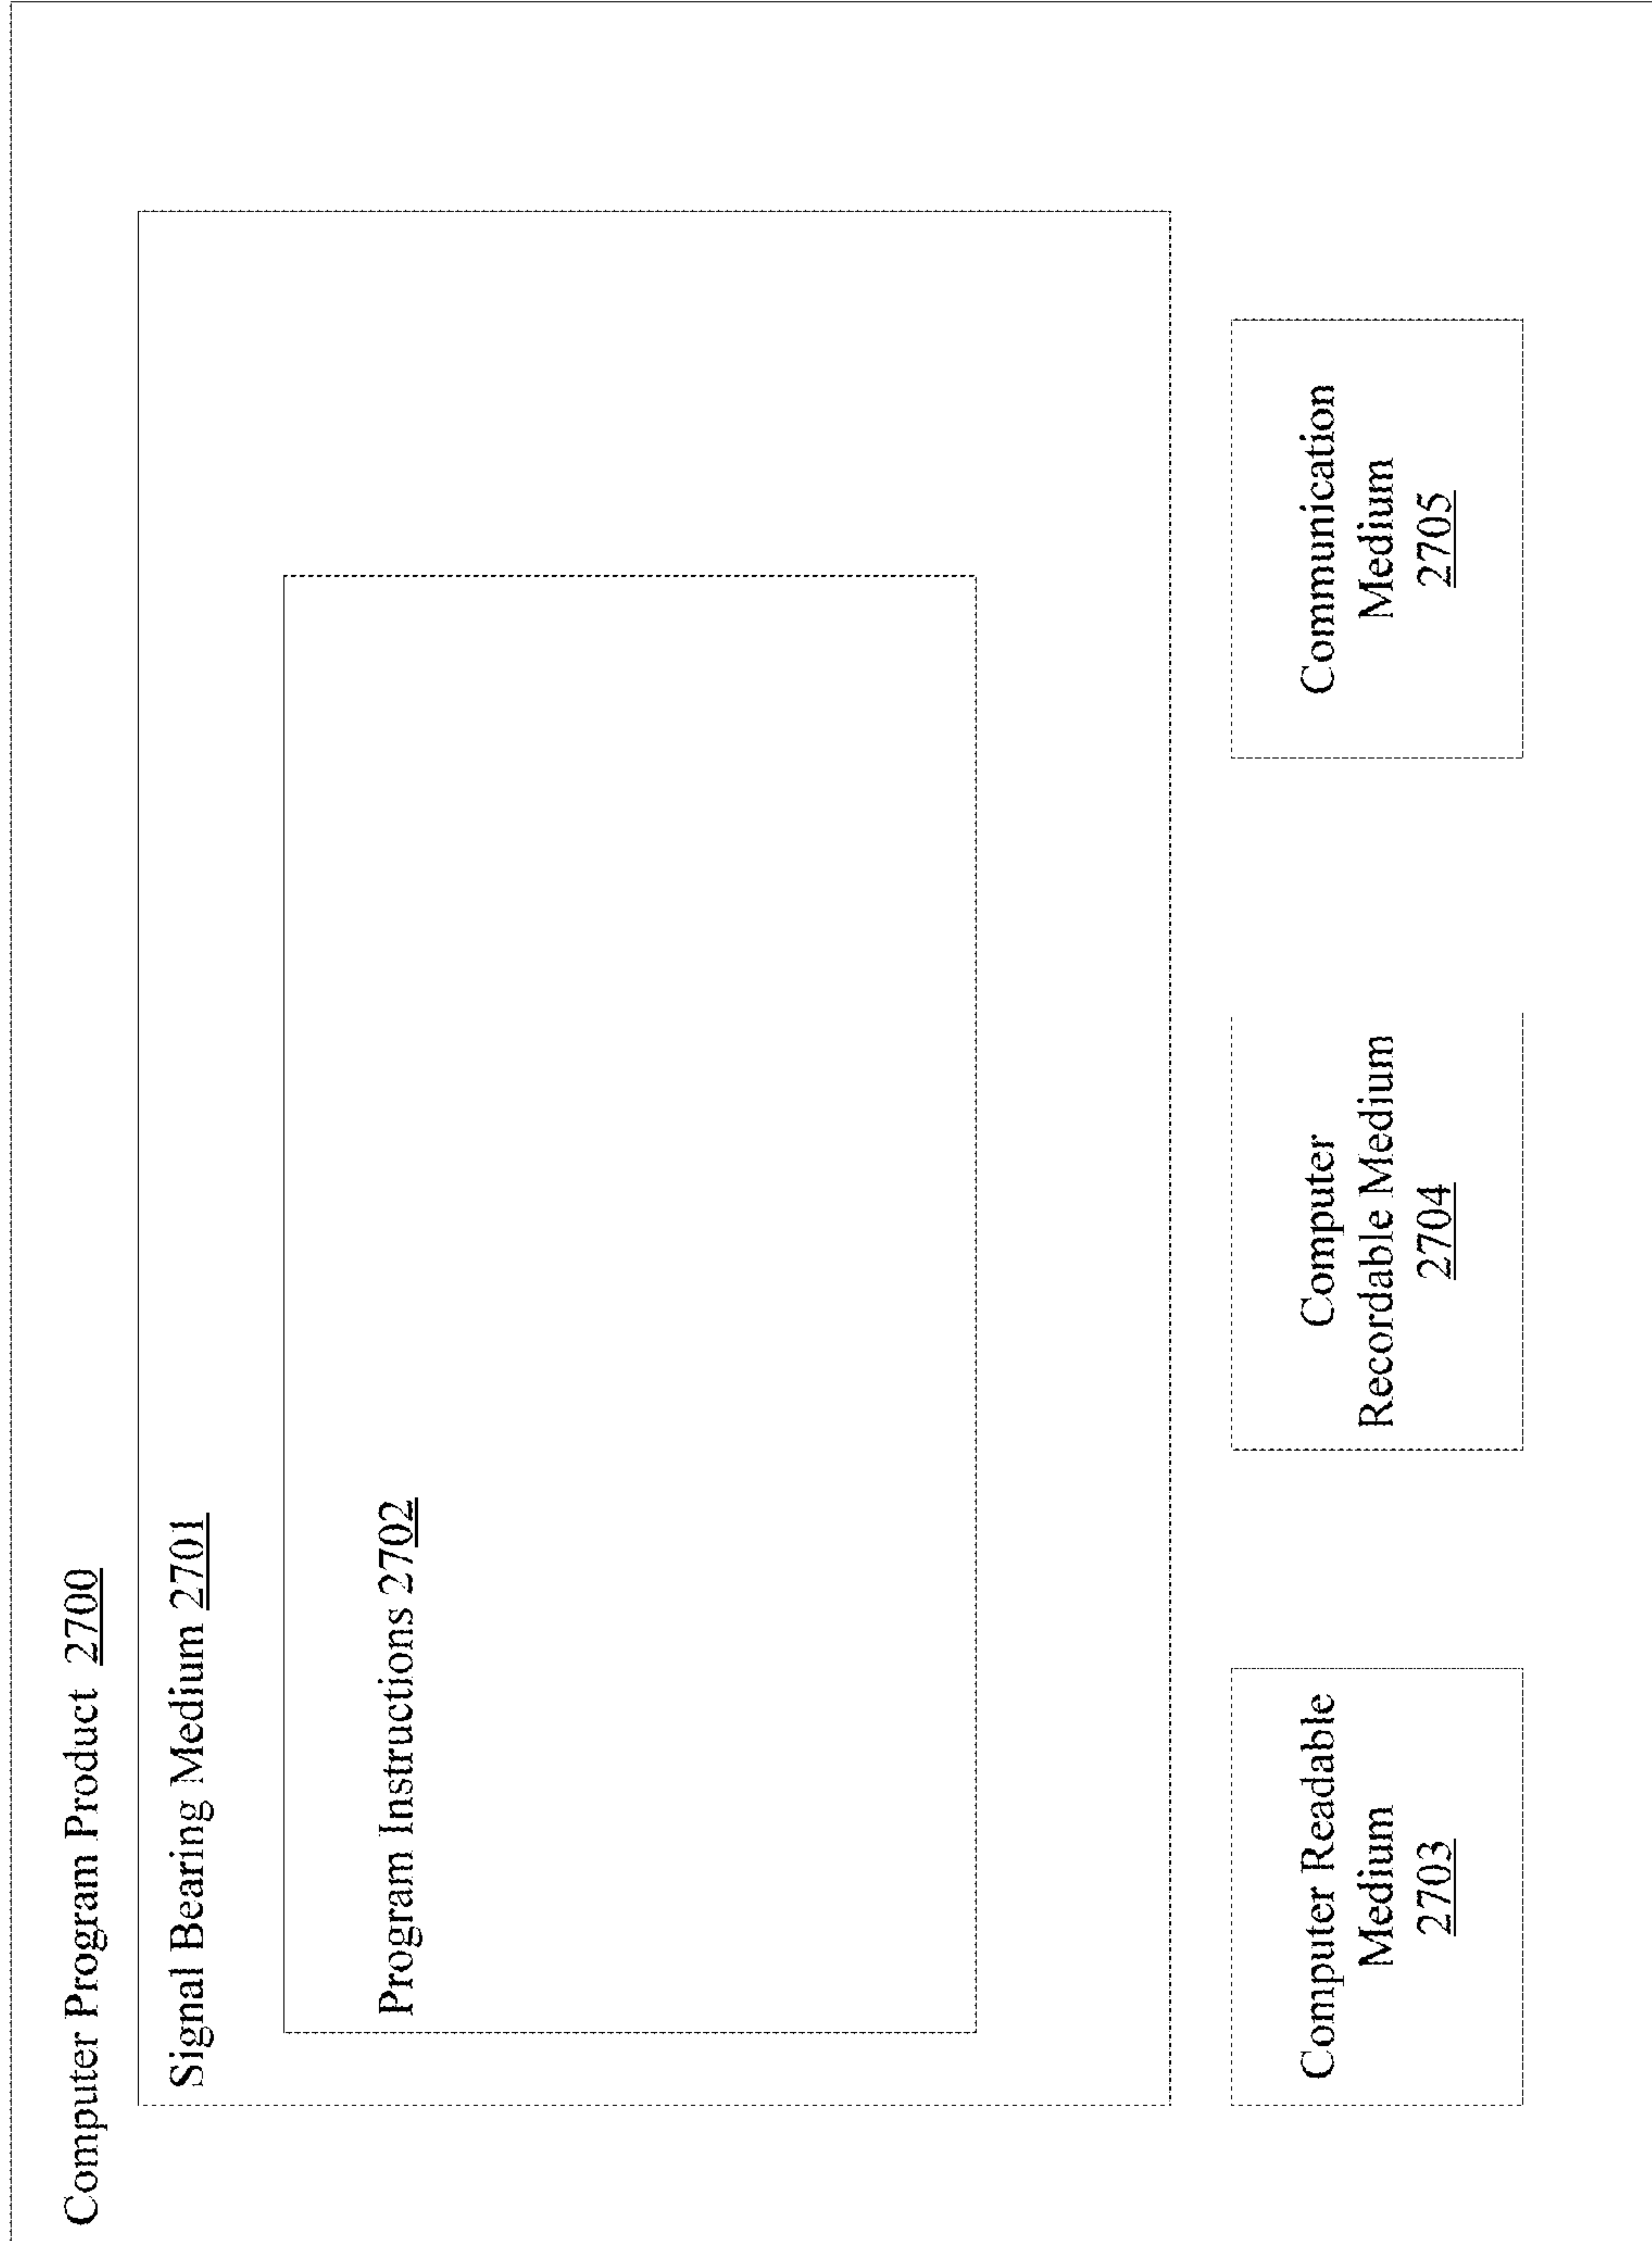 Computer Program Product 2700
Signal Bearing Medium 2701
Program Instructions 2702
Computer Readable
Medium
2703
Computer
Recordable Medium
2704
Communication
Medium
2705